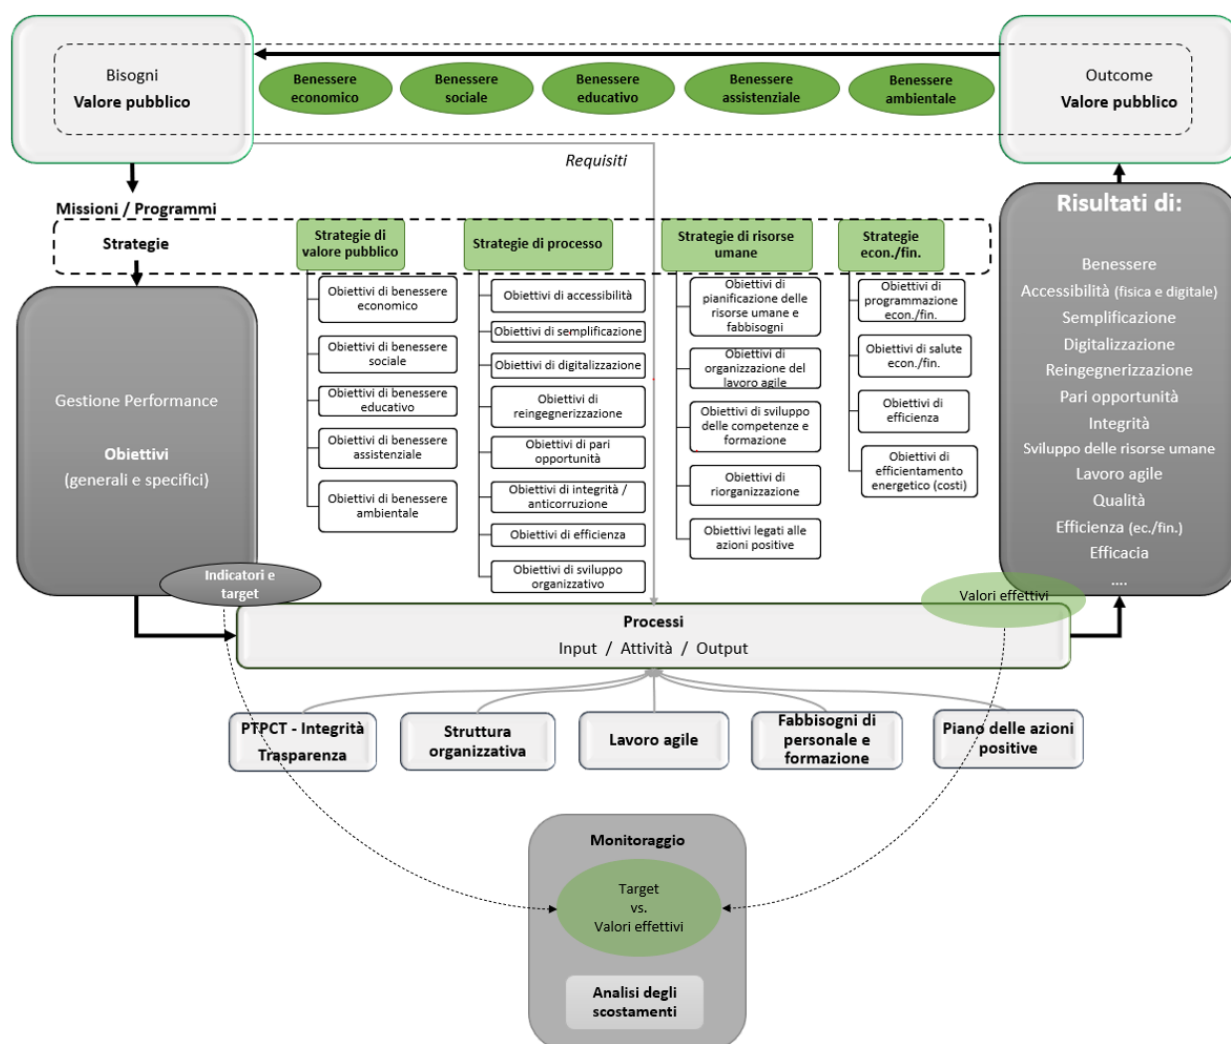 Bisogni
Valore pubblico
Benessere
economico
Benessere
sociale
Benessere
educativo
Benessere
assistenziale
Benessere
ambientale
Outcome
Valore pubblico
Requisiti
Missioni / Programmi
Strategie
Strategie di
valore pubblico
Strategie di processo
Strategie di risorse
umane
Strategie
econ./fin.
Obiettivi di benessere
economico
Obiettivi di benessere
sociale
Obiettivi di benessere
educativo
Obiettivi di benessere
assistenziale
Obiettivi di benessere
ambientale
Obiettivi di accessibilità
Obiettivi di semplificazione
Obiettivi di digitalizzazione
Obiettivi di
reingegnerizzazione
Obiettivi di pari
opportunità
Obiettivi di integrità /
anticorruzione
Obiettivi di efficienza
Obiettivi di sviluppo
organizzativo
Obiettivi di
pianificazione delle
risorse umane e
fabbisogni
Obiettivi di
organizzazione del
lavoro agile
Obiettivi di sviluppo
delle competenze e
formazione
Obiettivi di
riorganizzazione
Obiettivi legati alle
azioni positive
Obiettivi di
programmazione
econ./fin.
Obiettivi di salute
econ./fin.
Obiettivi di
efficienza
Obiettivi di
efficientamento
energetico (costi)
Gestione Performance
Obiettivi
(generali e specifici)
Indicatori e
target
Risultati di:
Benessere
Accessibilità (fisica e digitale)
Semplificazione
Digitalizzazione
Reingegnerizzazione
Pari opportunità
Integrità
Sviluppo delle risorse umane
Lavoro agile
Qualità
Efficienza (ec./fin.)
Efficacia
....
Valori effettivi
Processi
Input / Attività / Output
PTPCT - Integrità
Trasparenza
Struttura
organizzativa
Lavoro agile
Fabbisogni di
personale e
formazione
Piano delle azioni
positive
Monitoraggio
Target
vs.
Valori effettivi
Analisi degli
scostamenti